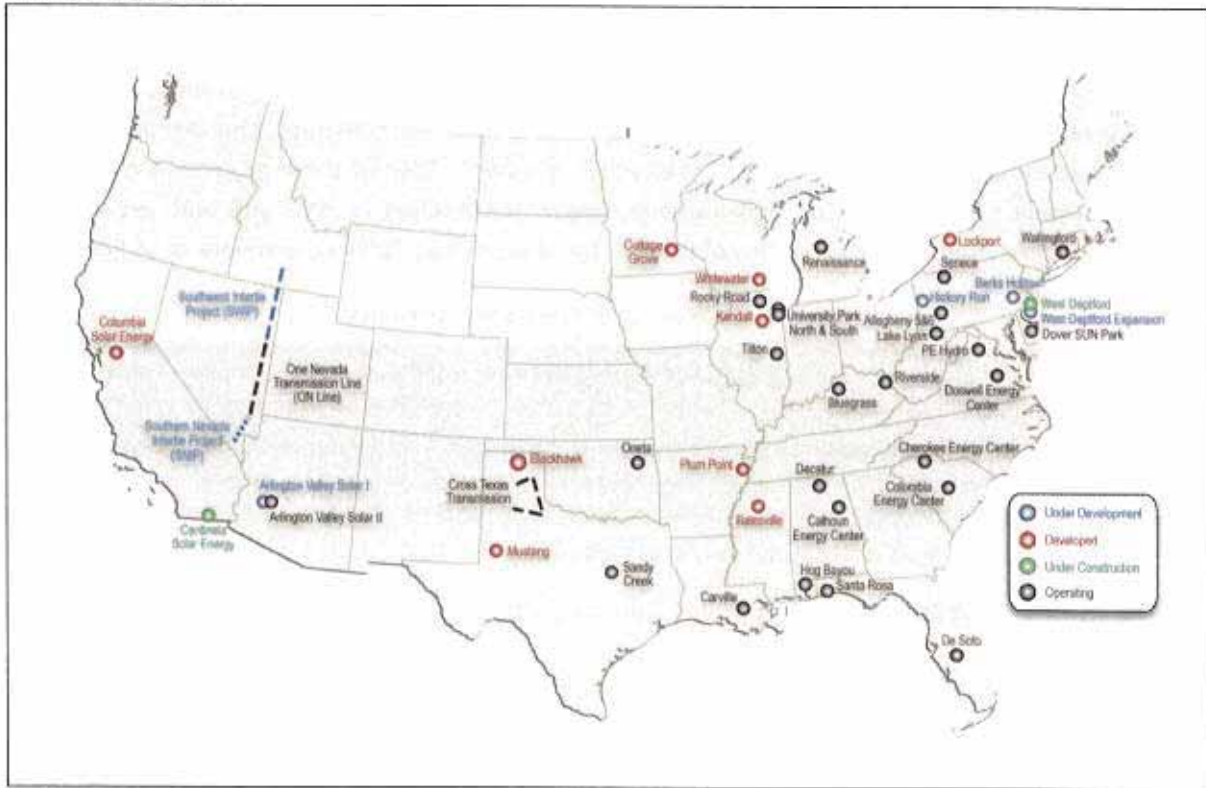 Cottage
Grove
Whitewater
Rocky Road
Kendall
Tilton
University Park
North & South
Renaissance
Lockport
Seneca
Wallingford
Hickory Run
Allegheny
Lake Lynn
Berks Hollow
West Deptford
West Deptford Expansion
Dover SUN Park
PE Hydro
Doswell Energy
Center
Riverside
Bluegrass
Southwest Intertie
Project (SWIP)
Columbia
Solar Energy
One Nevada
Transmission Line
(ON Line)
Southern Nevada
Intertie Project
(SNIP)
Arlington Valley Solar I
Arlington Valley Solar II
Centinela
Solar Energy
Blackhawk
Cross Texas
Transmission
Oneta
Mustang
Sandy
Creek
Plum Point
Batesville
Decatur
Calhoun
Energy Center
Cherokee Energy Center
Columbia
Energy Center
Hog Bayou
Santa Rosa
Carville
De Soto
Under Development
Developed
Under Construction
Operating